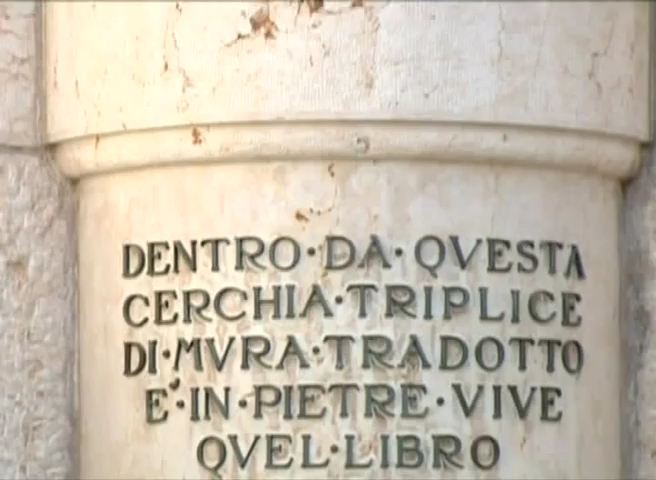 DENTRO·DA·QVESTA
CERCHIA·TRIPLICE
DI·MVRA·TRADOTTO
E'·IN·PIETRE·VIVE
QVEL·LIBRO